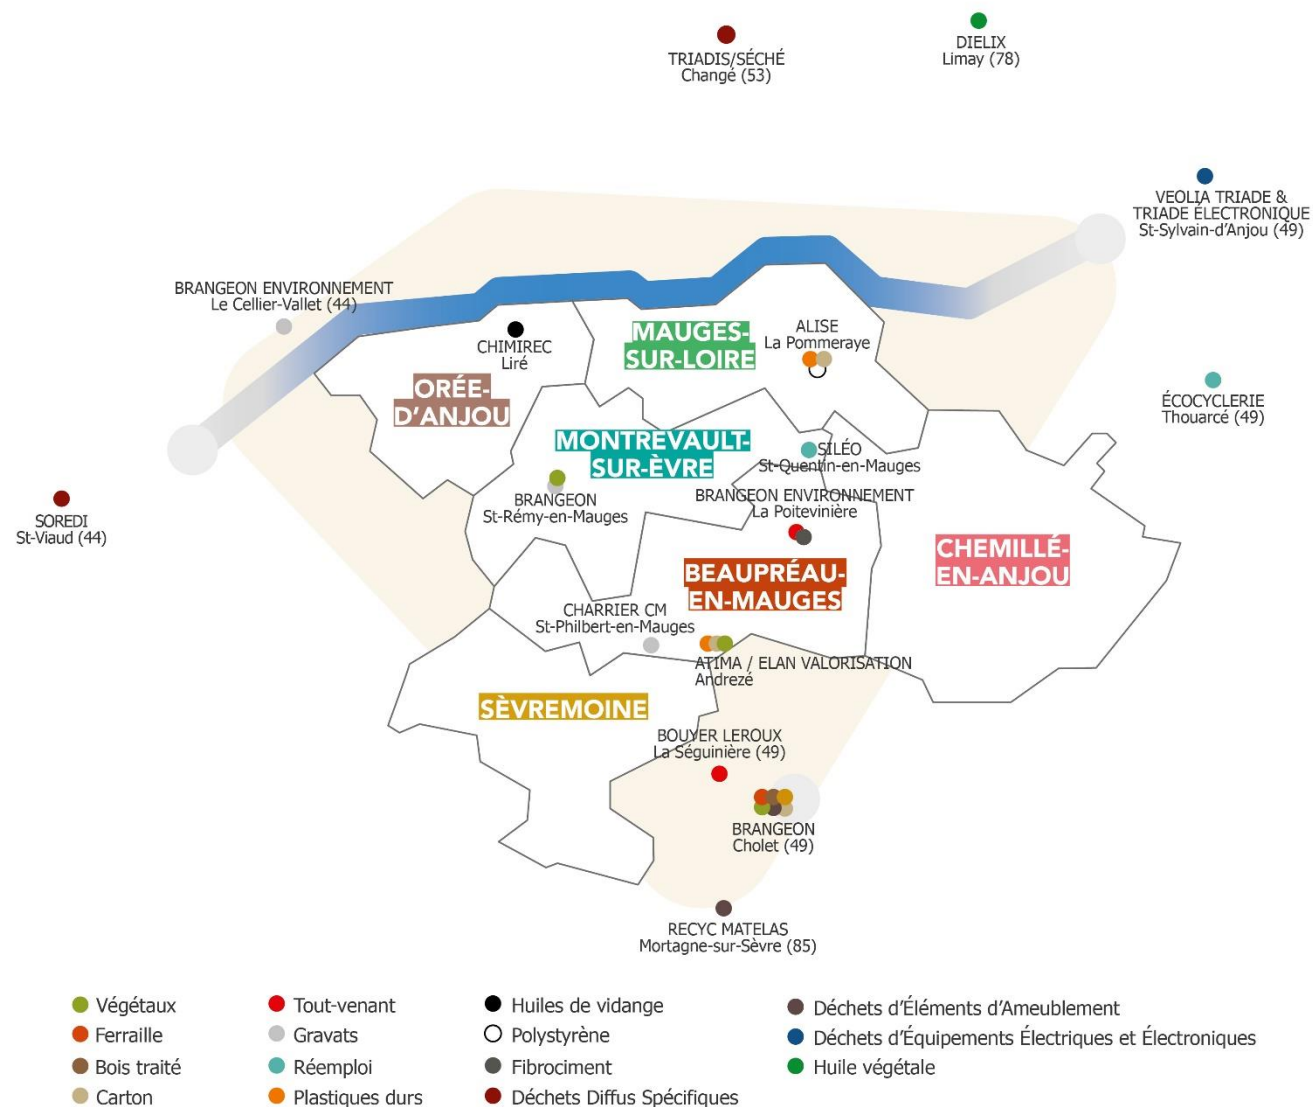 TRIADIS/SÉCHÉ
Changé (53)
DIELIX
Limay (78)
VEOLIA TRIADE &
TRIADE ÉLECTRONIQUE
St-Sylvain-d'Anjou (49)
BRANGEON ENVIRONNEMENT
Le Cellier-Vallet (44)
CHIMIREC
Liré
MAUGES-
SUR-LOIRE
ALISE
La Pommeraye
ORÉE-
D'ANJOU
ÉCOCYCLERIE
Thouarcé (49)
MONTREVAULT-
SUR-ÈVRE
SILÉO
St-Quentin-en-Mauges
BRANGEON
St-Rémy-en-Mauges
BRANGEON ENVIRONNEMENT
La Poitevinière
SOREDI
St-Viaud (44)
CHEMILLÉ-
EN-ANJOU
BEAUPRÉAU-
EN-MAUGES
CHARRIER CM
St-Philbert-en-Mauges
ATIMA / ELAN VALORISATION
Andrezé
SÈVREMOINE
BOUYER LEROUX
La Séguinière (49)
BRANGEON
Cholet (49)
RECYC MATELAS
Mortagne-sur-Sèvre (85)
Végétaux
Ferraille
Bois traité
Carton
Tout-venant
Gravats
Réemploi
Plastiques durs
Huiles de vidange
Polystyrène
Fibrociment
Déchets Diffus Spécifiques
Déchets d'Éléments d'Ameublement
Déchets d'Équipements Électriques et Électroniques
Huile végétale